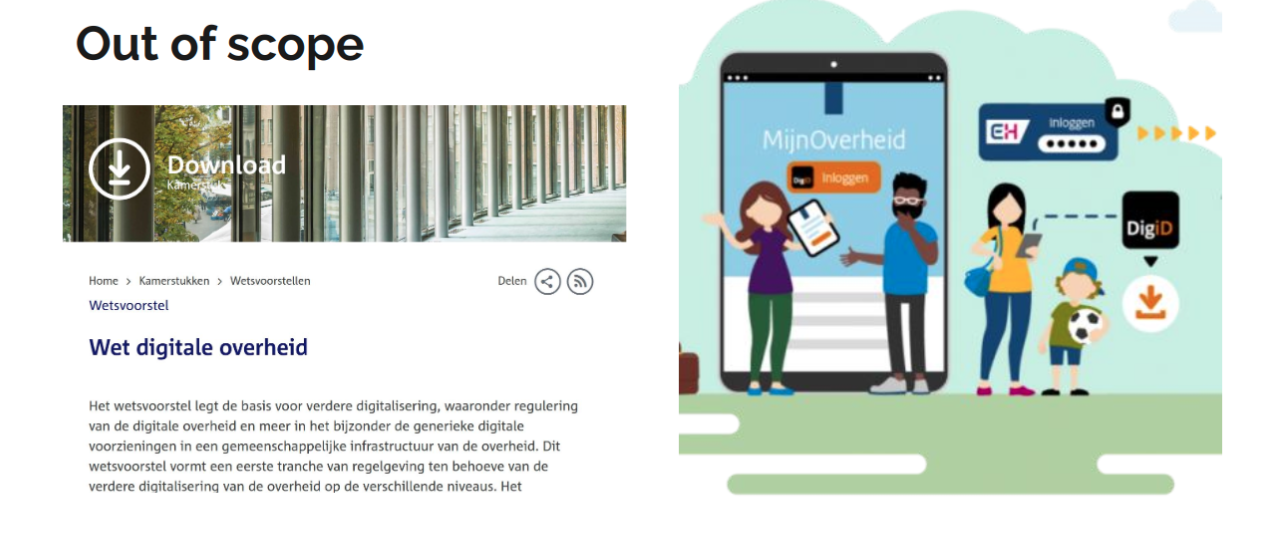 Out of scope
Download
Kamerstuk
Home > Kamerstukken > Wetsvoorstellen
Delen
Wetsvoorstel
Wet digitale overheid
Het wetsvoorstel legt de basis voor verdere digitalisering, waaronder regulering
van de digitale overheid en meer in het bijzonder de generieke digitale
voorzieningen in een gemeenschappelijke infrastructuur van de overheid. Dit
wetsvoorstel vormt een eerste tranche van regelgeving ten behoeve van de
verdere digitalisering van de overheid op de verschillende niveaus. Het
MijnOverheid
DigiD Inloggen
EH Inloggen
DigiD